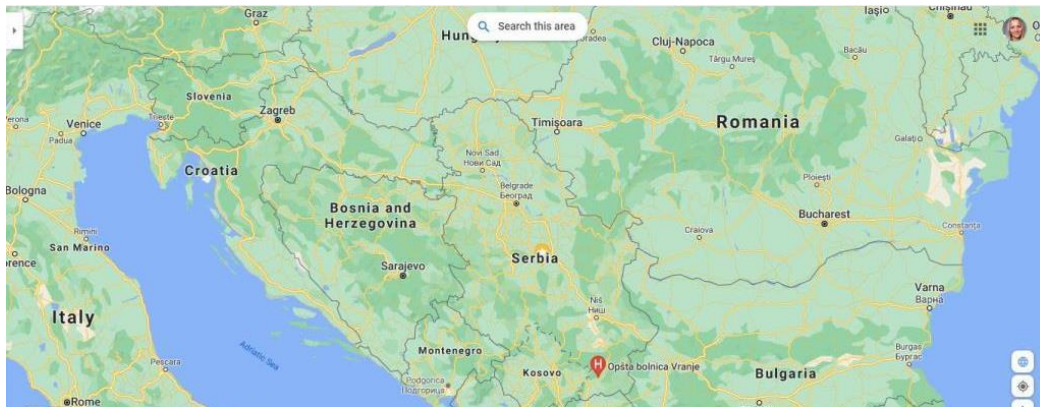 Graz
Search this area
Cluj-Napoca
Târgu Mureș
Iași
Bacău
Slovenia
Zagreb
Venice
Trieste
Padua
Timișoara
Romania
Novi Sad
Нови Сад
Galați
Croatia
Bologna
Belgrade
Београд
Ploiești
Bosnia and
Herzegovina
Bucharest
Constanța
Rimini
San Marino
Craiova
Serbia
Sarajevo
Varna
Варна
Niš
Ниш
Italy
Adriatic Sea
Montenegro
Burgas
Бургас
Pescara
Kosovo
Opšta bolnica Vranje
Bulgaria
Podgorica
Подгорица
Rome